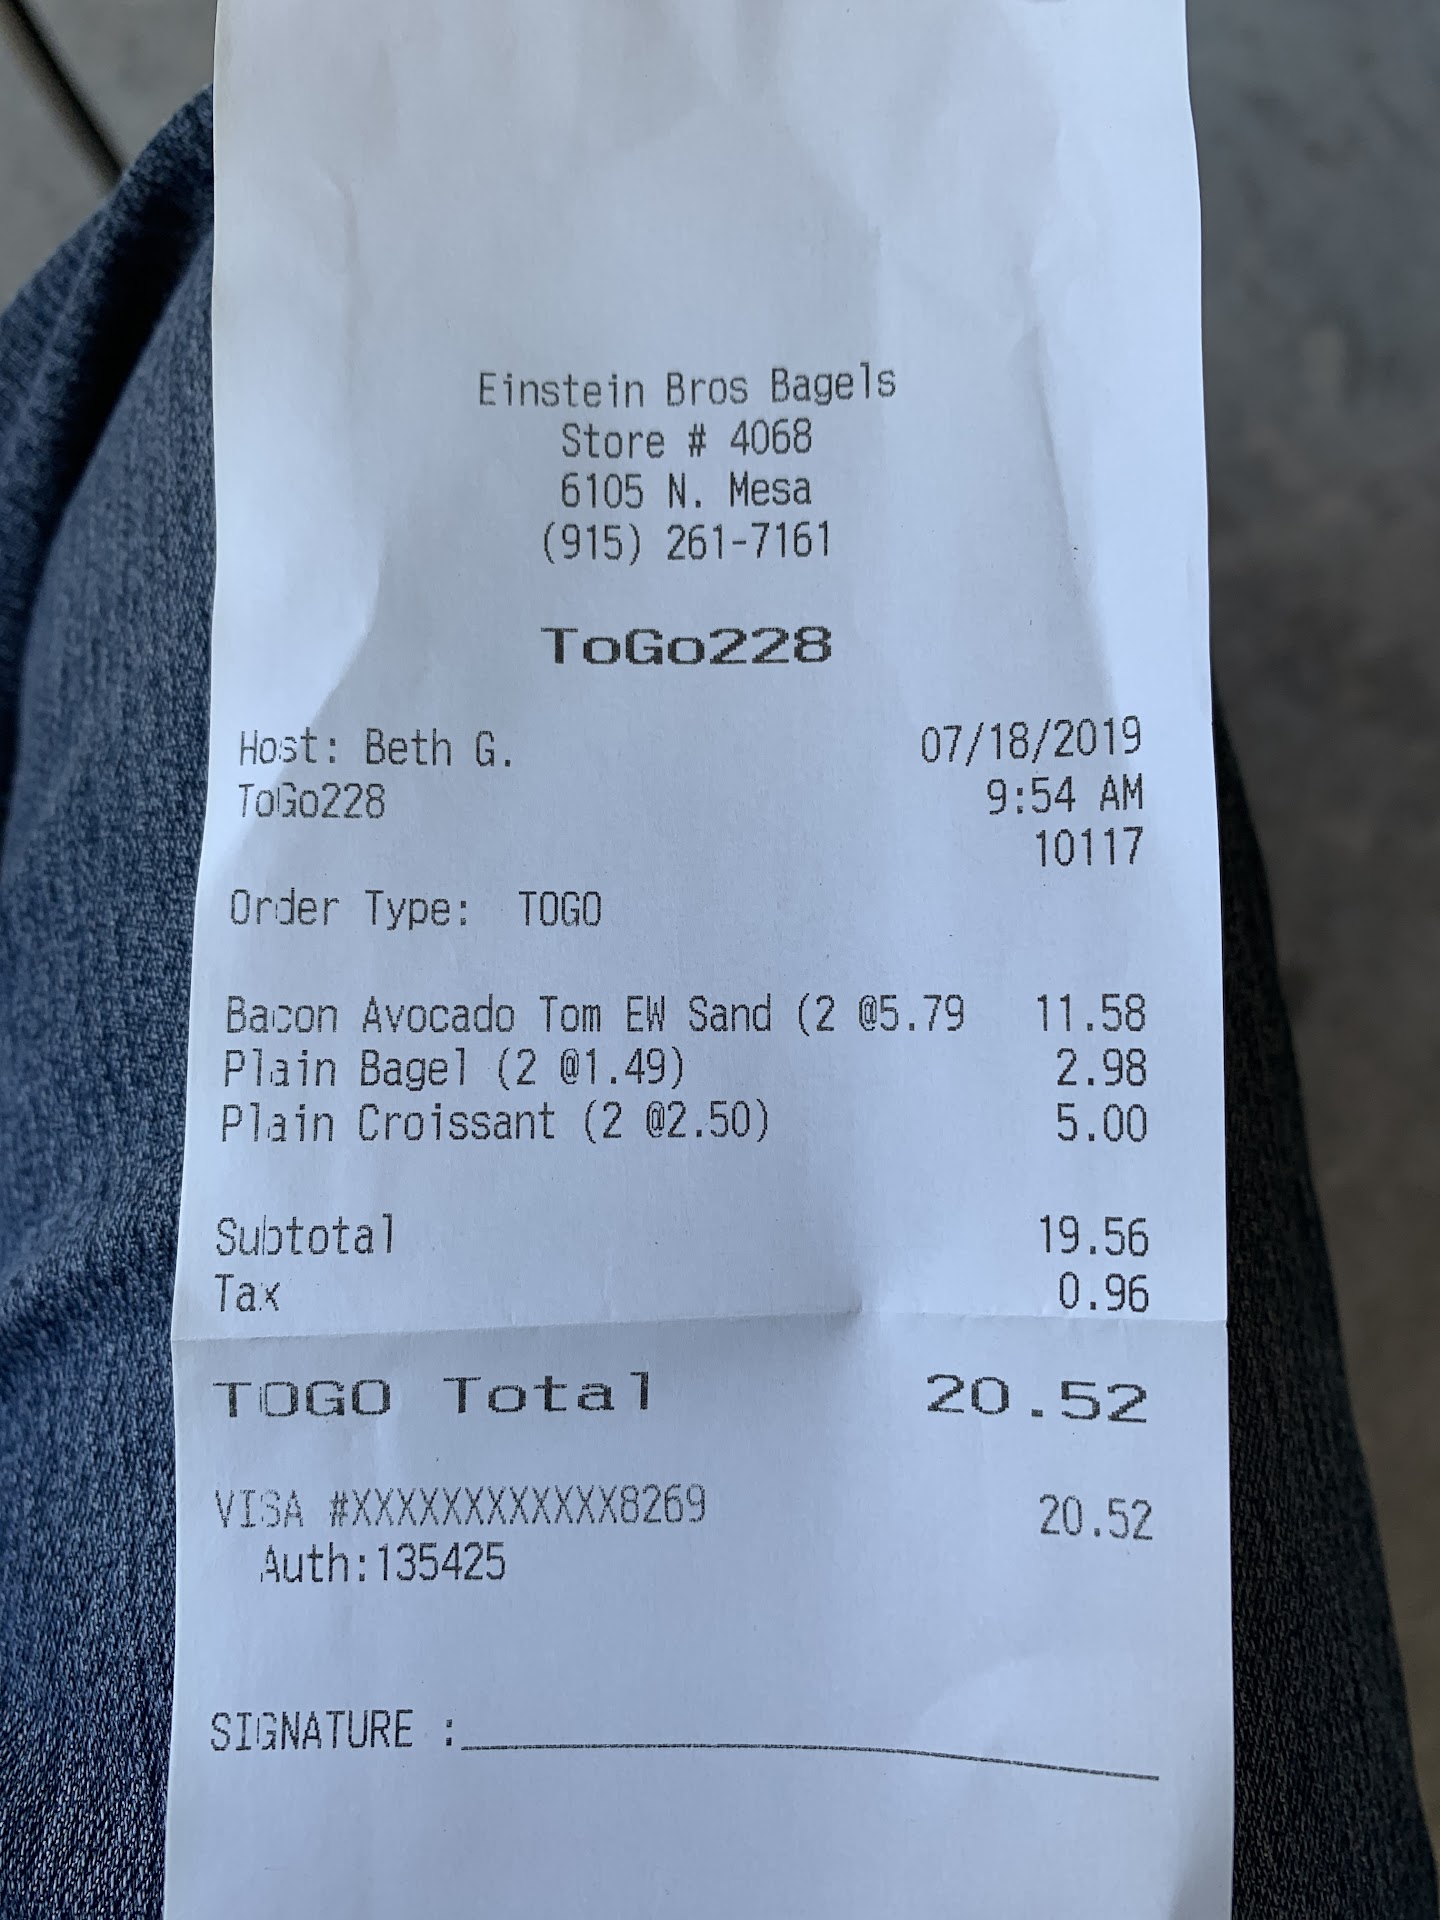 Einstein Bros Bagels
Store # 4068
6105 N. Mesa
(915) 261-7161
ToGo228
Host: Beth G. 07/18/2019
ToGo228 9:54 AM
10117
Order Type: TOGO
Bacon Avocado Tom EW Sand (2 @5.79 11.58
Plain Bagel (2 @1.49) 2.98
Plain Croissant (2 @2.50) 5.00
Subtotal 19.56
Tax 0.96
TOGO Total 20.52
VISA #XXXXXXXXXXXX8269 20.52
Auth:135425
SIGNATURE :